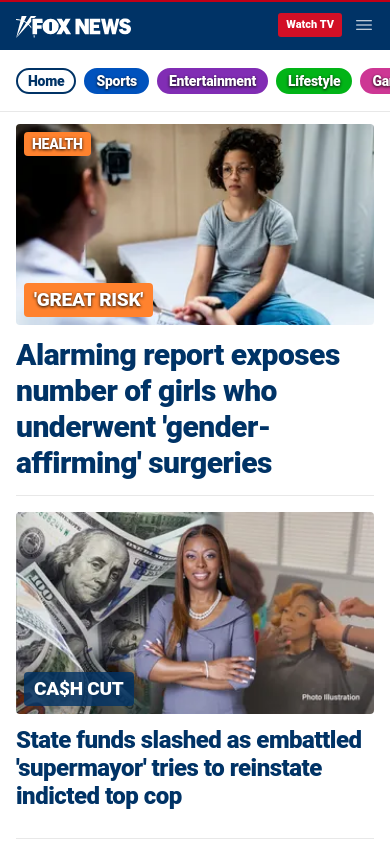 FOX NEWS
Watch TV
Home
Sports
Entertainment
Lifestyle
Ga
HEALTH
'GREAT RISK'
Alarming report exposes
number of girls who
underwent 'gender-
affirming' surgeries
CA$H CUT
Photo Illustration
State funds slashed as embattled
'supermayor' tries to reinstate
indicted top cop